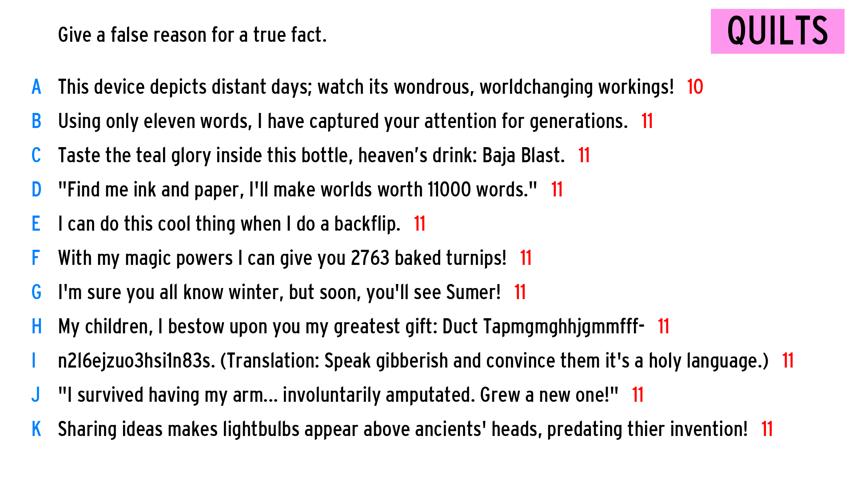 Give a false reason for a true fact.
QUILTS
A This device depicts distant days; watch its wondrous, worldchanging workings! 10
B Using only eleven words, I have captured your attention for generations. 11
C Taste the teal glory inside this bottle, heaven's drink: Baja Blast. 11
D "Find me ink and paper, I'll make worlds worth 11000 words." 11
E I can do this cool thing when I do a backflip. 11
F With my magic powers I can give you 2763 baked turnips! 11
G I'm sure you all know winter, but soon, you'll see Sumer! 11
H My children, I bestow upon you my greatest gift: Duct Tapmgmghhjgmmfff- 11
I n2l6ejzuo3hsi1n83s. (Translation: Speak gibberish and convince them it's a holy language.) 11
J "I survived having my arm... involuntarily amputated. Grew a new one!" 11
K Sharing ideas makes lightbulbs appear above ancients' heads, predating thier invention! 11